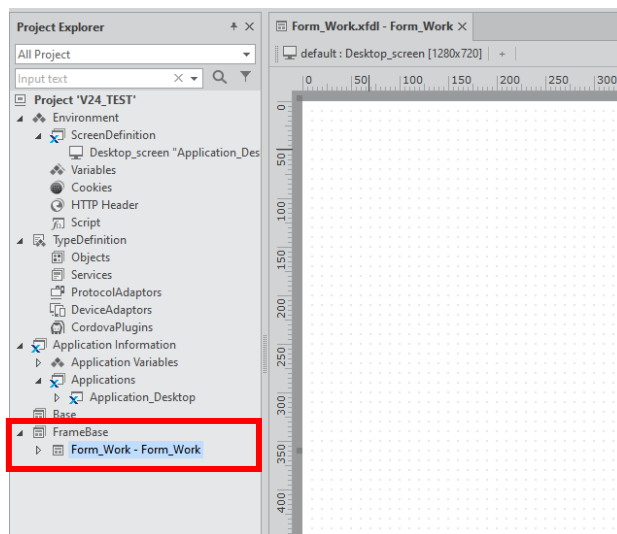 Project Explorer
All Project
Input text
Project 'V24_TEST'
Environment
ScreenDefinition
Desktop_screen "Application_Des
Variables
Cookies
HTTP Header
Script
TypeDefinition
Objects
Services
ProtocolAdaptors
DeviceAdaptors
CordovaPlugins
Application Information
Application Variables
Applications
Application_Desktop
Base
FrameBase
Form_Work - Form_Work
Form_Work.xfdl - Form_Work
default : Desktop_screen [1280x720] +
0 50 100 150 200 250 300
0
50
100
150
200
250
300
350
400